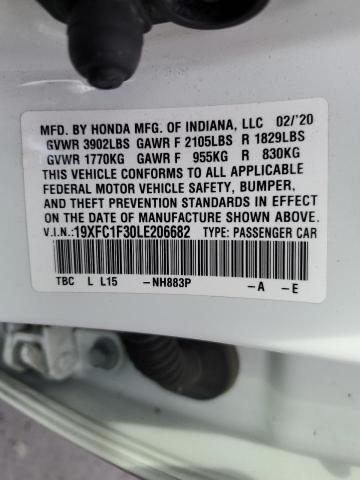 MFD. BY HONDA MFG. OF INDIANA, LLC 02/'20
GVWR 3902LBS GAWR F 2105LBS R 1829LBS
GVWR 1770KG GAWR F 955KG R 830KG
THIS VEHICLE CONFORMS TO ALL APPLICABLE
FEDERAL MOTOR VEHICLE SAFETY, BUMPER,
AND THEFT PREVENTION STANDARDS IN EFFECT
ON THE DATE OF MANUFACTURE SHOWN ABOVE.
V.I.N.:19XFC1F30LE206682 TYPE: PASSENGER CAR
TBC L L15 -NH883P -A -E